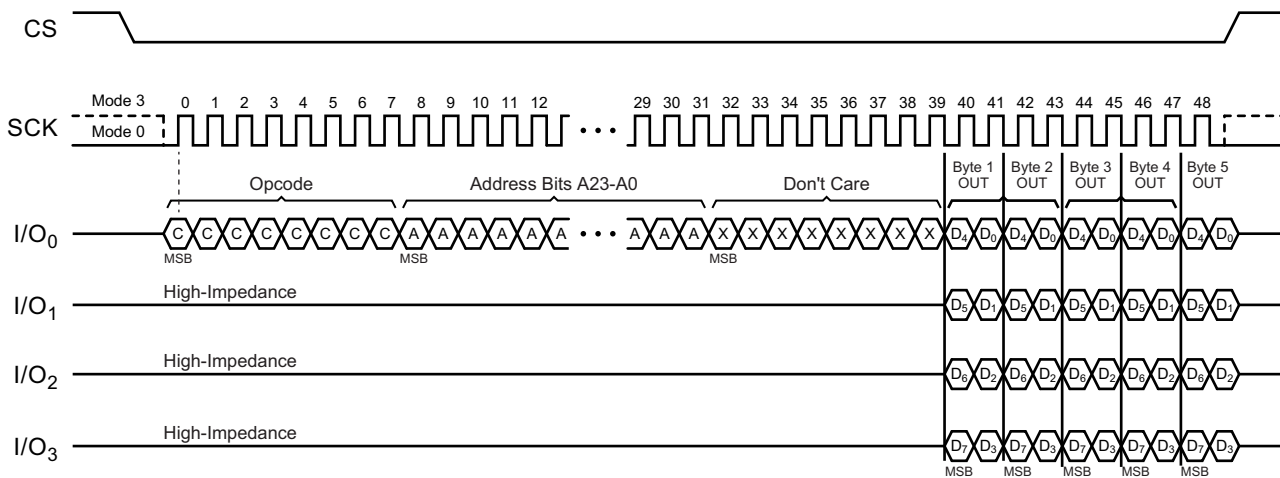 CS
Mode 3
0 1 2 3 4 5 6 7 8 9 10 11 12 29 30 31 32 33 34 35 36 37 38 39 40 41 42 43 44 45 46 47 48
SCK
Mode 0
Opcode Address Bits A23-A0 Don't Care Byte 1 OUT Byte 2 OUT Byte 3 OUT Byte 4 OUT Byte 5 OUT
I/O0 C C C C C C C C A A A A A A • • • A A A X X X X X X X X D4 D0 D4 D0 D4 D0 D4 D0 D4 D0
MSB MSB MSB
High-Impedance
I/O1 D5 D1 D5 D1 D5 D1 D5 D1 D5 D1
High-Impedance
I/O2 D6 D2 D6 D2 D6 D2 D6 D2 D6 D2
High-Impedance
I/O3 D7 D3 D7 D3 D7 D3 D7 D3 D7 D3
MSB MSB MSB MSB MSB